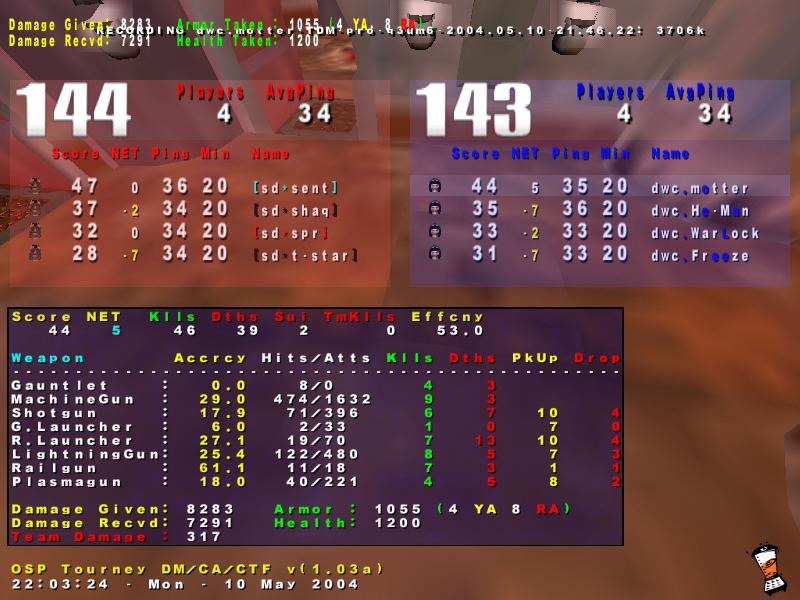 Damage Given: 8283 Armor Taken : 1055 (4 YA, 8 RA)
RECORDING dwc.motter TDM pro-q3dm6-2004.05.10-21.46.22: 3706k
Damage Recvd: 7291 Health Taken: 1200
144 Players AvgPing
4 34
Score NET Ping Min Name
47 0 36 20 [sd*sent]
37 -2 34 20 [sd*shaq]
32 0 34 20 [sd*spr]
28 -7 34 20 [sd*t-star]
143 Players AvgPing
4 34
Score NET Ping Min Name
44 5 35 20 dwc.motter
35 -7 36 20 dwc.He-Man
33 -2 33 20 dwc.WarLock
31 -7 33 20 dwc.Freeze
Score NET Klls Dths Sui TmKlls Effcny
44 5 46 39 2 0 53.0
Weapon Accrcy Hits/Atts Klls Dths PkUp Drop
Gauntlet : 0.0 8/0 4 3
MachineGun : 29.0 474/1632 9 3
Shotgun : 17.9 71/396 6 7 10 4
G.Launcher : 6.0 2/33 1 0 7 0
R.Launcher : 27.1 19/70 7 13 10 4
LightningGun: 25.4 122/480 8 5 7 3
Railgun : 61.1 11/18 7 3 1 1
Plasmagun : 18.0 40/221 4 5 8 2
Damage Given: 8283 Armor : 1055 (4 YA 8 RA)
Damage Recvd: 7291 Health: 1200
Team Damage : 317
OSP Tourney DM/CA/CTF v(1.03a)
22:03:24 - Mon - 10 May 2004